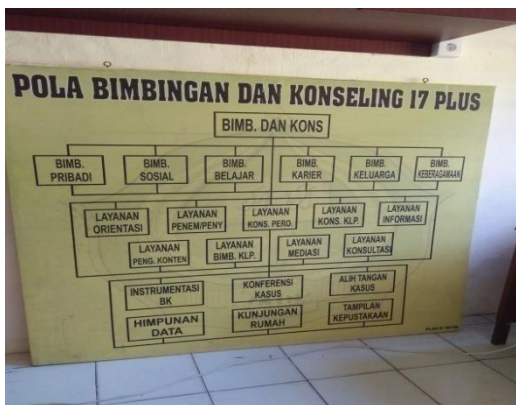 POLA BIMBINGAN DAN KONSELING 17 PLUS
BIMB. DAN KONS
BIMB. PRIBADI
BIMB. SOSIAL
BIMB. BELAJAR
BIMB. KARIER
BIMB. KELUARGA
BIMB. KEBERAGAMAAN
LAYANAN ORIENTASI
LAYANAN PENEM/PENY
LAYANAN KONS. PERO.
LAYANAN KONS. KLP.
LAYANAN INFORMASI
LAYANAN PENG. KONTEN
LAYANAN BIMB. KLP.
LAYANAN MEDIASI
LAYANAN KONSULTASI
INSTRUMENTASI BK
KONFERENSI KASUS
ALIH TANGAN KASUS
HIMPUNAN DATA
KUNJUNGAN RUMAH
TAMPILAN KEPUSTAKAAN